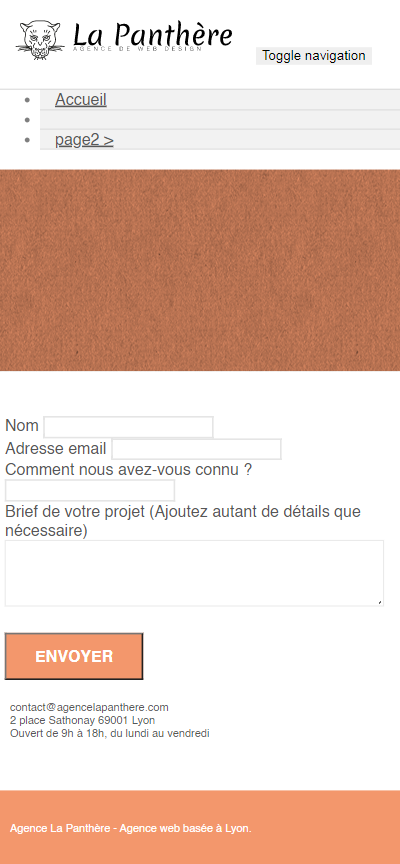 La Panthère
AGENCE DE WEB DESIGN
Toggle navigation
Accueil
page2 >
Nom
Adresse email
Comment nous avez-vous connu ?
Brief de votre projet (Ajoutez autant de détails que
nécessaire)
ENVOYER
contact@agencelapanthere.com
2 place Sathonay 69001 Lyon
Ouvert de 9h à 18h, du lundi au vendredi
Agence La Panthère - Agence web basée à Lyon.